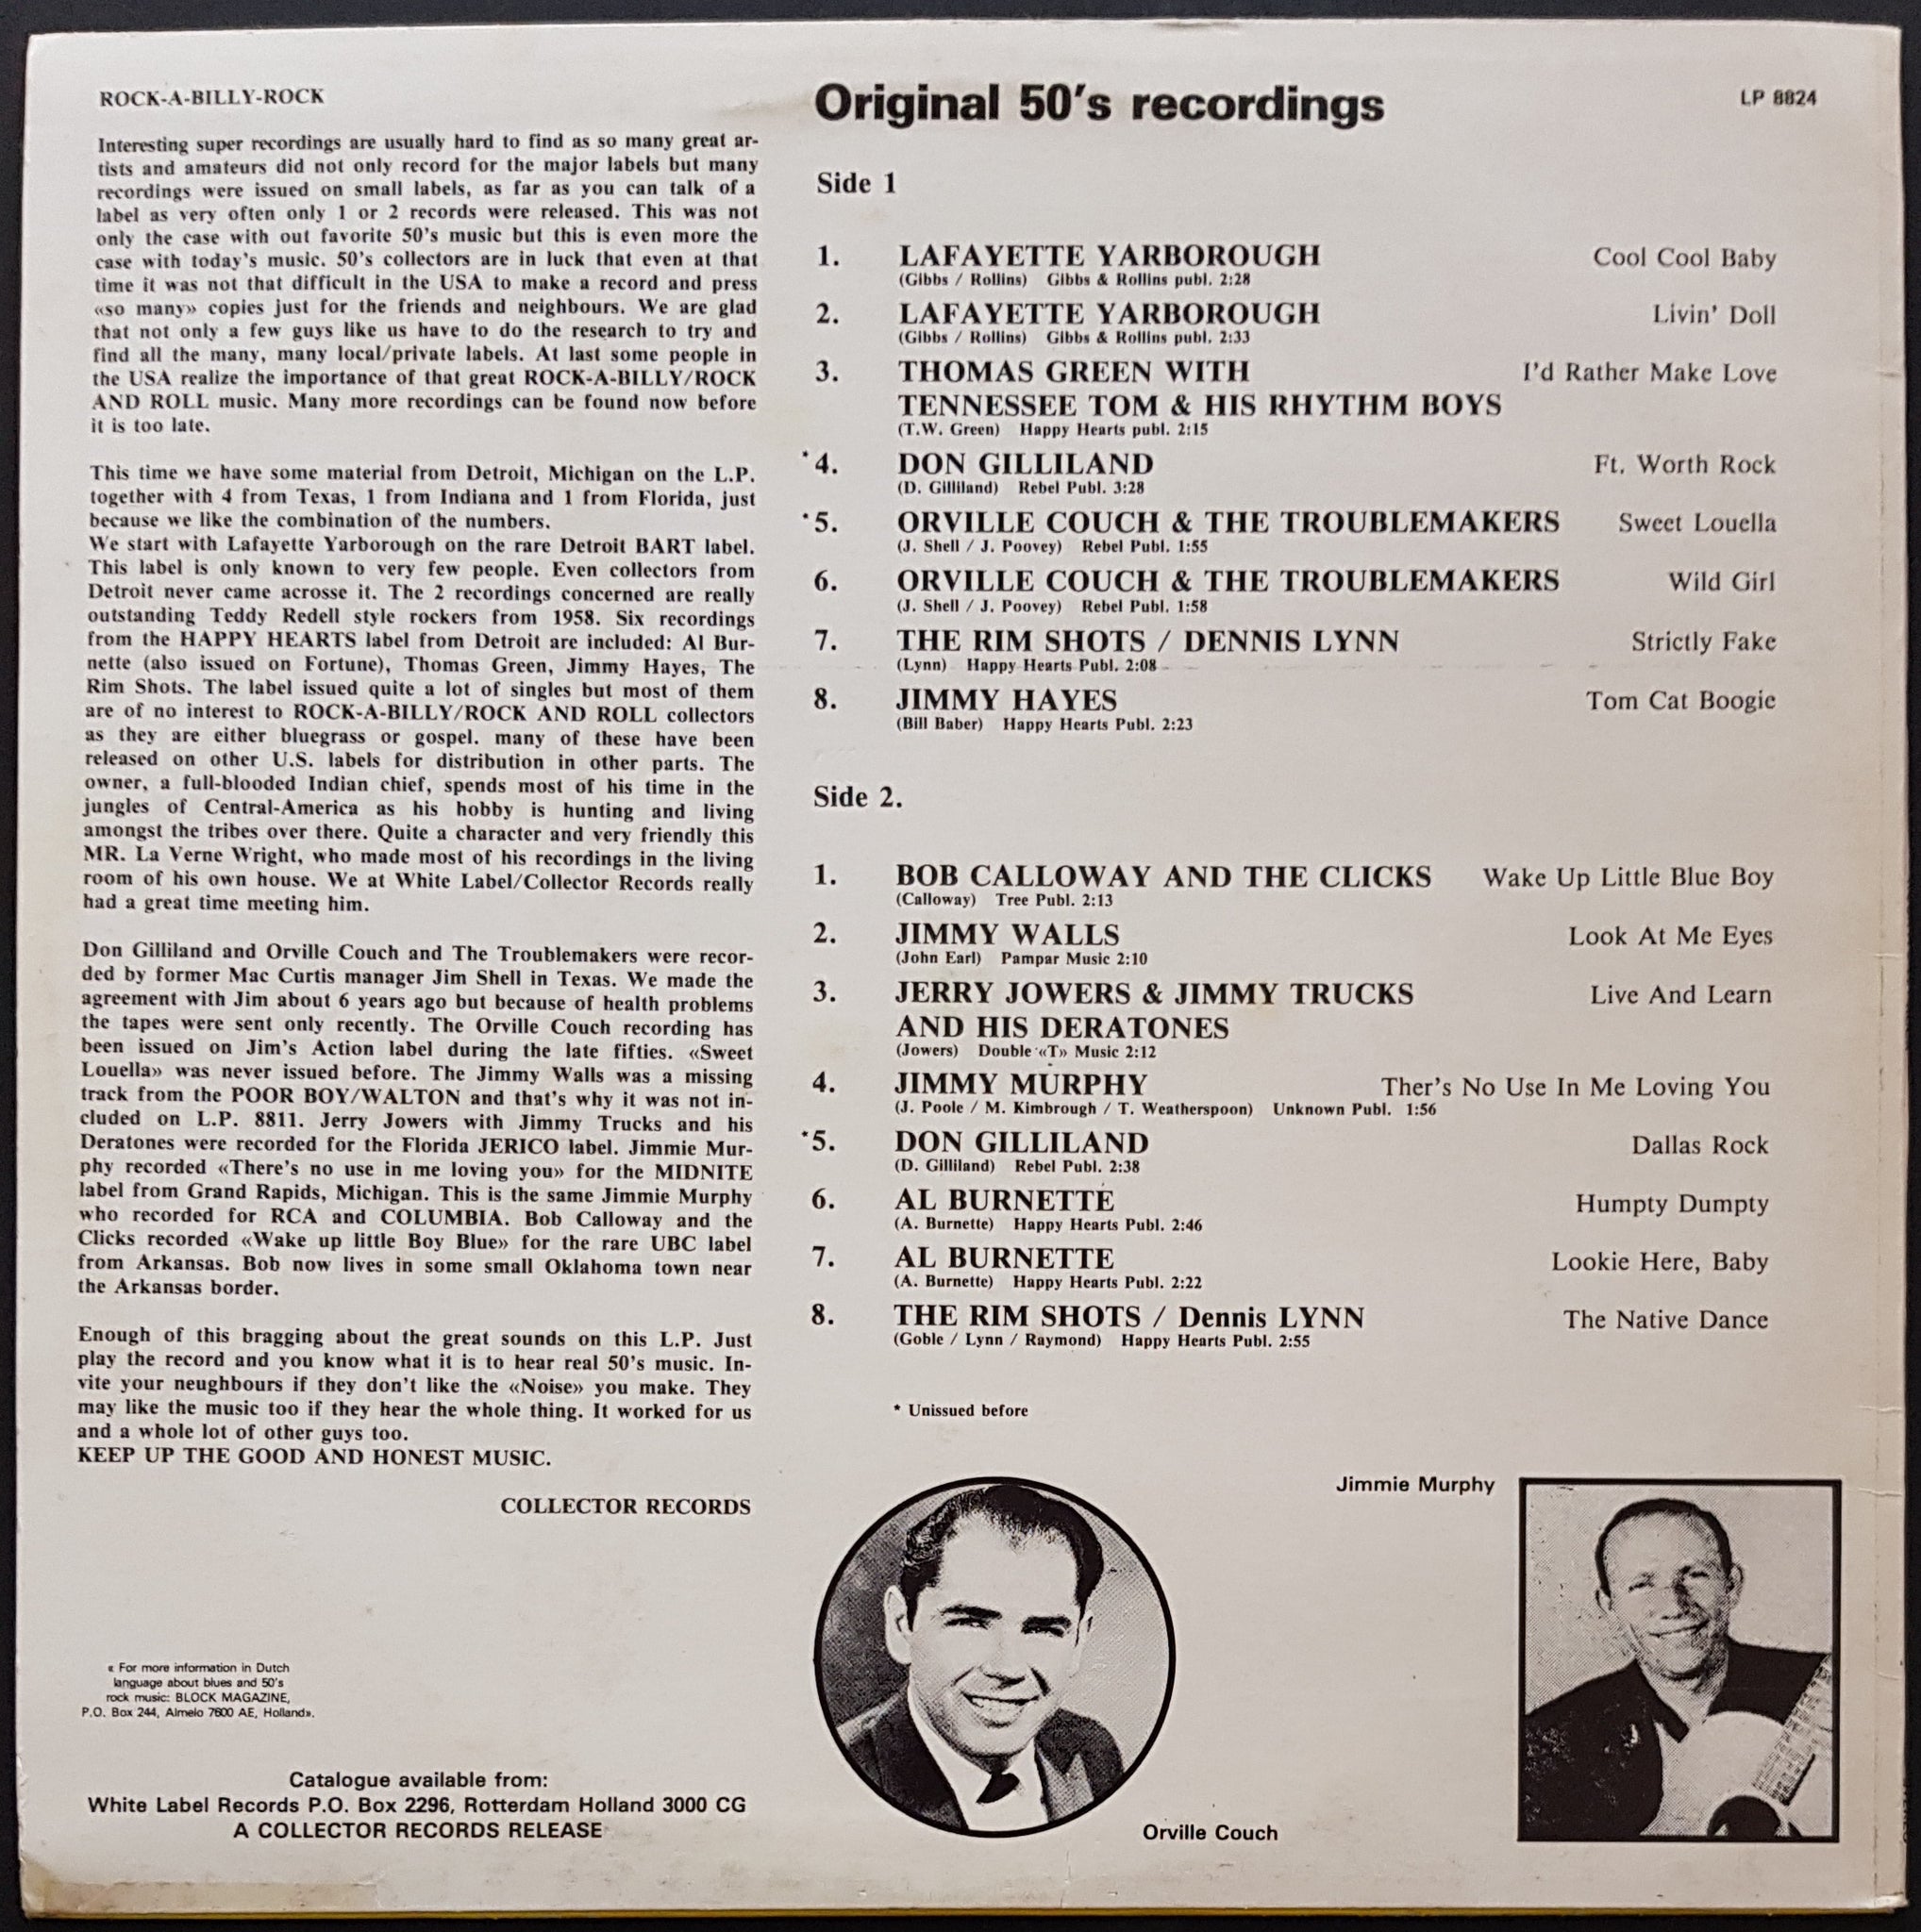 ROCK-A-BILLY-ROCK
Interesting super recordings are usually hard to find as so many great ar-
tists and amateurs did not only record for the major labels but many
recordings were issued on small labels, as far as you can talk of a
label as very often only 1 or 2 records were released. This was not
only the case with out favorite 50's music but this is even more the
case with today's music. 50's collectors are in luck that even at that
time it was not that difficult in the USA to make a record and press
«so many» copies just for the friends and neighbours. We are glad
that not only a few guys like us have to do the research to try and
find all the many, many local/private labels. At last some people in
the USA realize the importance of that great ROCK-A-BILLY/ROCK
AND ROLL music. Many more recordings can be found now before
it is too late.
This time we have some material from Detroit, Michigan on the L.P.
together with 4 from Texas, 1 from Indiana and 1 from Florida, just
because we like the combination of the numbers.
We start with Lafayette Yarborough on the rare Detroit BART label.
This label is only known to very few people. Even collectors from
Detroit never came acrosse it. The 2 recordings concerned are really
outstanding Teddy Redell style rockers from 1958. Six recordings
from the HAPPY HEARTS label from Detroit are included: Al Bur-
nette (also issued on Fortune), Thomas Green, Jimmy Hayes, The
Rim Shots. The label issued quite a lot of singles but most of them
are of no interest to ROCK-A-BILLY/ROCK AND ROLL collectors
as they are either bluegrass or gospel. many of these have been
released on other U.S. labels for distribution in other parts. The
owner, a full-blooded Indian chief, spends most of his time in the
jungles of Central-America as his hobby is hunting and living
amongst the tribes over there. Quite a character and very friendly this
MR. La Verne Wright, who made most of his recordings in the living
room of his own house. We at White Label/Collector Records really
had a great time meeting him.
Don Gilliland and Orville Couch and The Troublemakers were recor-
ded by former Mac Curtis manager Jim Shell in Texas. We made the
agreement with Jim about 6 years ago but because of health problems
the tapes were sent only recently. The Orville Couch recording has
been issued on Jim's Action label during the late fifties. «Sweet
Louella» was never issued before. The Jimmy Walls was a missing
track from the POOR BOY/WALTON and that's why it was not in-
cluded on L.P. 8811. Jerry Jowers with Jimmy Trucks and his
Deratones were recorded for the Florida JERICO label. Jimmie Mur-
phy recorded «There's no use in me loving you» for the MIDNITE
label from Grand Rapids, Michigan. This is the same Jimmie Murphy
who recorded for RCA and COLUMBIA. Bob Calloway and the
Clicks recorded «Wake up little Boy Blue» for the rare UBC label
from Arkansas. Bob now lives in some small Oklahoma town near
the Arkansas border.
Enough of this bragging about the great sounds on this L.P. Just
play the record and you know what it is to hear real 50's music. In-
vite your neughbours if they don't like the «Noise» you make. They
may like the music too if they hear the whole thing. It worked for us
and a whole lot of other guys too.
KEEP UP THE GOOD AND HONEST MUSIC.
COLLECTOR RECORDS
« For more information in Dutch
language about blues and 50's
rock music: BLOCK MAGAZINE,
P.O. Box 244, Almelo 7600 AE, Holland».
Catalogue available from:
White Label Records P.O. Box 2296, Rotterdam Holland 3000 CG
A COLLECTOR RECORDS RELEASE
Original 50's recordings
LP 8824
Side 1
1. LAFAYETTE YARBOROUGH Cool Cool Baby
(Gibbs / Rollins) Gibbs & Rollins publ. 2:28
2. LAFAYETTE YARBOROUGH Livin' Doll
(Gibbs / Rollins) Gibbs & Rollins publ. 2:33
3. THOMAS GREEN WITH I'd Rather Make Love
TENNESSEE TOM & HIS RHYTHM BOYS
(T.W. Green) Happy Hearts publ. 2:15
*4. DON GILLILAND Ft. Worth Rock
(D. Gilliland) Rebel Publ. 3:28
*5. ORVILLE COUCH & THE TROUBLEMAKERS Sweet Louella
(J. Shell / J. Poovey) Rebel Publ. 1:55
6. ORVILLE COUCH & THE TROUBLEMAKERS Wild Girl
(J. Shell / J. Poovey) Rebel Publ. 1:58
7. THE RIM SHOTS / DENNIS LYNN Strictly Fake
(Lynn) Happy Hearts Publ. 2:08
8. JIMMY HAYES Tom Cat Boogie
(Bill Baber) Happy Hearts Publ. 2:23
Side 2.
1. BOB CALLOWAY AND THE CLICKS Wake Up Little Blue Boy
(Calloway) Tree Publ. 2:13
2. JIMMY WALLS Look At Me Eyes
(John Earl) Pampar Music 2:10
3. JERRY JOWERS & JIMMY TRUCKS Live And Learn
AND HIS DERATONES
(Jowers) Double «T» Music 2:12
4. JIMMY MURPHY Ther's No Use In Me Loving You
(J. Poole / M. Kimbrough / T. Weatherspoon) Unknown Publ. 1:56
*5. DON GILLILAND Dallas Rock
(D. Gilliland) Rebel Publ. 2:38
6. AL BURNETTE Humpty Dumpty
(A. Burnette) Happy Hearts Publ. 2:46
7. AL BURNETTE Lookie Here, Baby
(A. Burnette) Happy Hearts Publ. 2:22
8. THE RIM SHOTS / Dennis LYNN The Native Dance
(Goble / Lynn / Raymond) Happy Hearts Publ. 2:55
* Unissued before
Jimmie Murphy
Orville Couch